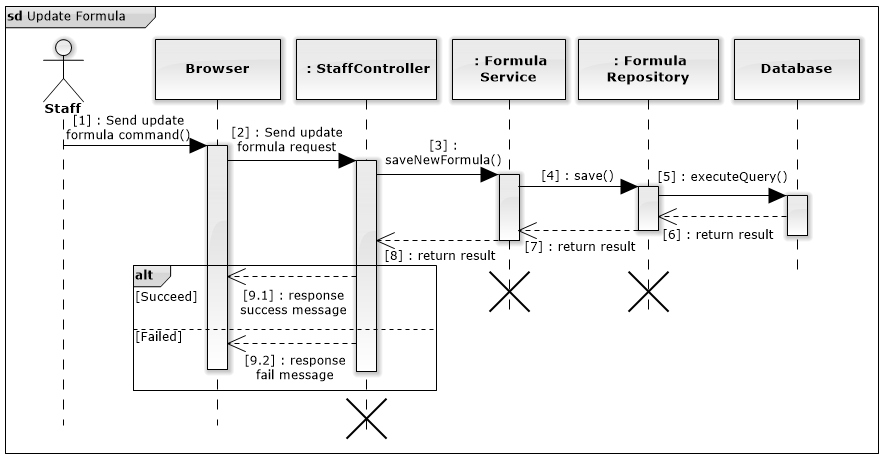 sd Update Formula
Browser
: StaffController
: Formula
Service
: Formula
Repository
Database
Staff
[1] : Send update
formula command()
[2] : Send update
formula request
[3] :
saveNewFormula()
[4] : save()
[5] : executeQuery()
[6] : return result
[7] : return result
[8] : return result
alt
[Succeed]
[9.1] : response
success message
[Failed]
[9.2] : response
fail message